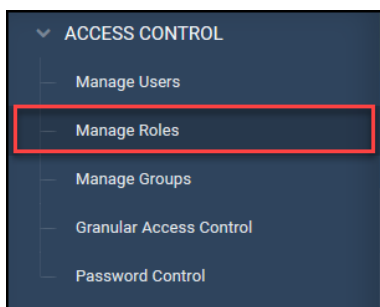 ACCESS CONTROL
Manage Users
Manage Roles
Manage Groups
Granular Access Control
Password Control